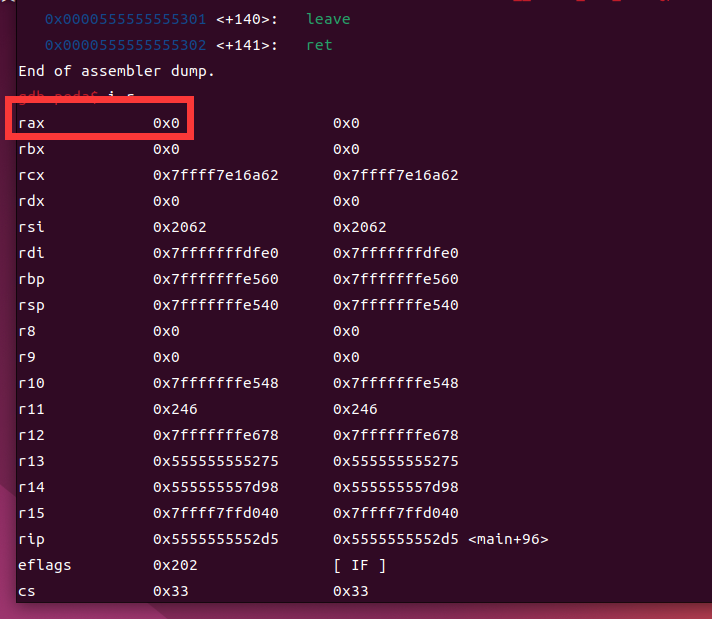 0x0000555555555301 <+140>: leave
0x0000555555555302 <+141>: ret
End of assembler dump.
gdb-peda$ i r
rax 0x0 0x0
rbx 0x0 0x0
rcx 0x7ffff7e16a62 0x7ffff7e16a62
rdx 0x0 0x0
rsi 0x2062 0x2062
rdi 0x7fffffffdfe0 0x7fffffffdfe0
rbp 0x7fffffffe560 0x7fffffffe560
rsp 0x7fffffffe540 0x7fffffffe540
r8 0x0 0x0
r9 0x0 0x0
r10 0x7fffffffe548 0x7fffffffe548
r11 0x246 0x246
r12 0x7fffffffe678 0x7fffffffe678
r13 0x555555555275 0x555555555275
r14 0x555555557d98 0x555555557d98
r15 0x7ffff7ffd040 0x7ffff7ffd040
rip 0x5555555552d5 0x5555555552d5 <main+96>
eflags 0x202 [ IF ]
cs 0x33 0x33